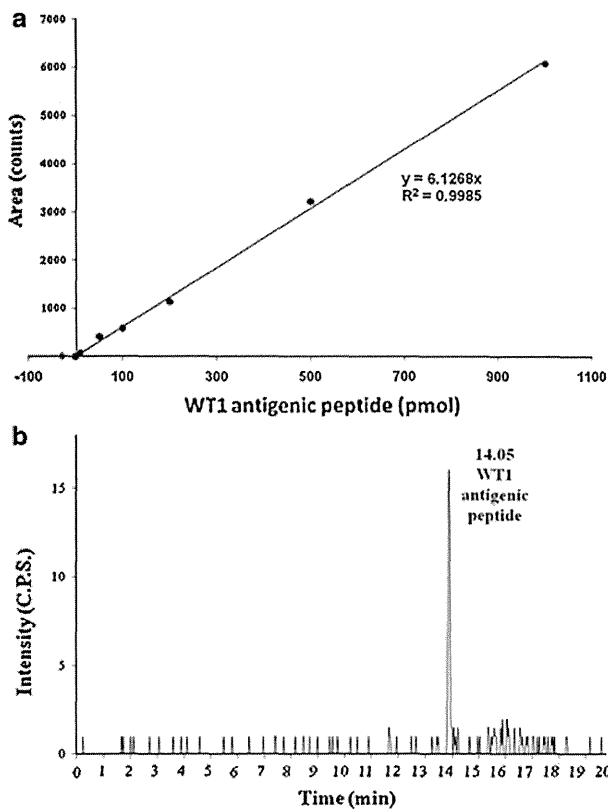 a
7000
6000
5000
4000
3000
2000
1000
0
Area (counts)
y = 6.1268x
R² = 0.9985
-100 100 300 500 700 900 1100
WT1 antigenic peptide (pmol)
b
14.05
WT1
antigenic
peptide
15
10
5
0
Intensity (C.P.S.)
0 1 2 3 4 5 6 7 8 9 10 11 12 13 14 15 16 17 18 19 20
Time (min)